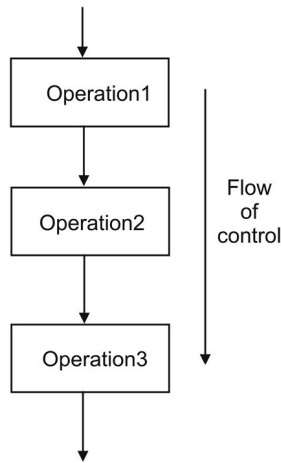 Operation1
Operation2
Operation3
Flow
of
control